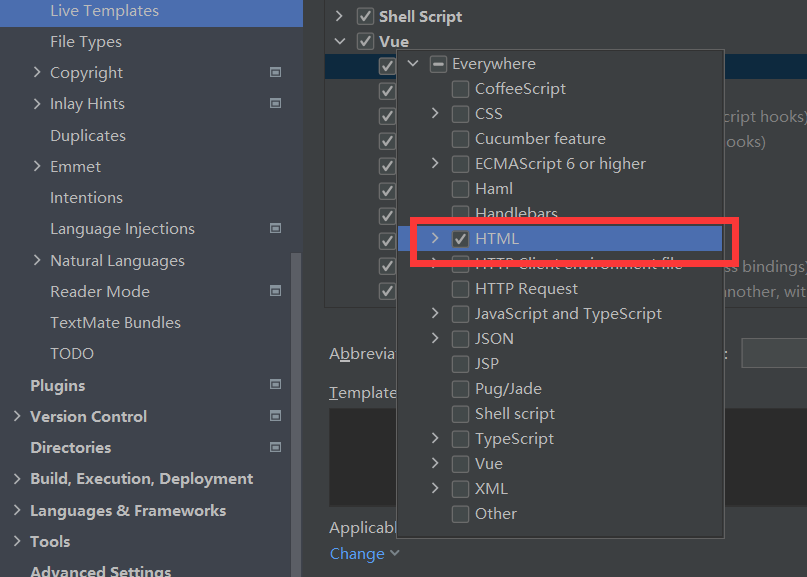 Live Templates
File Types
Copyright
Inlay Hints
Duplicates
Emmet
Intentions
Language Injections
Natural Languages
Reader Mode
TextMate Bundles
TODO
Plugins
Version Control
Directories
Build, Execution, Deployment
Languages & Frameworks
Tools
Advanced Settings
Shell Script
Vue
Everywhere
CoffeeScript
CSS
cript hooks)
Cucumber feature
ooks)
ECMAScript 6 or higher
Haml
Handlebars
HTML
HTTP Client environment file
ss bindings)
HTTP Request
another, wit
JavaScript and TypeScript
JSON
Abbrevia
:
JSP
Pug/Jade
Template
Shell script
TypeScript
Vue
XML
Other
Applicabl
Change